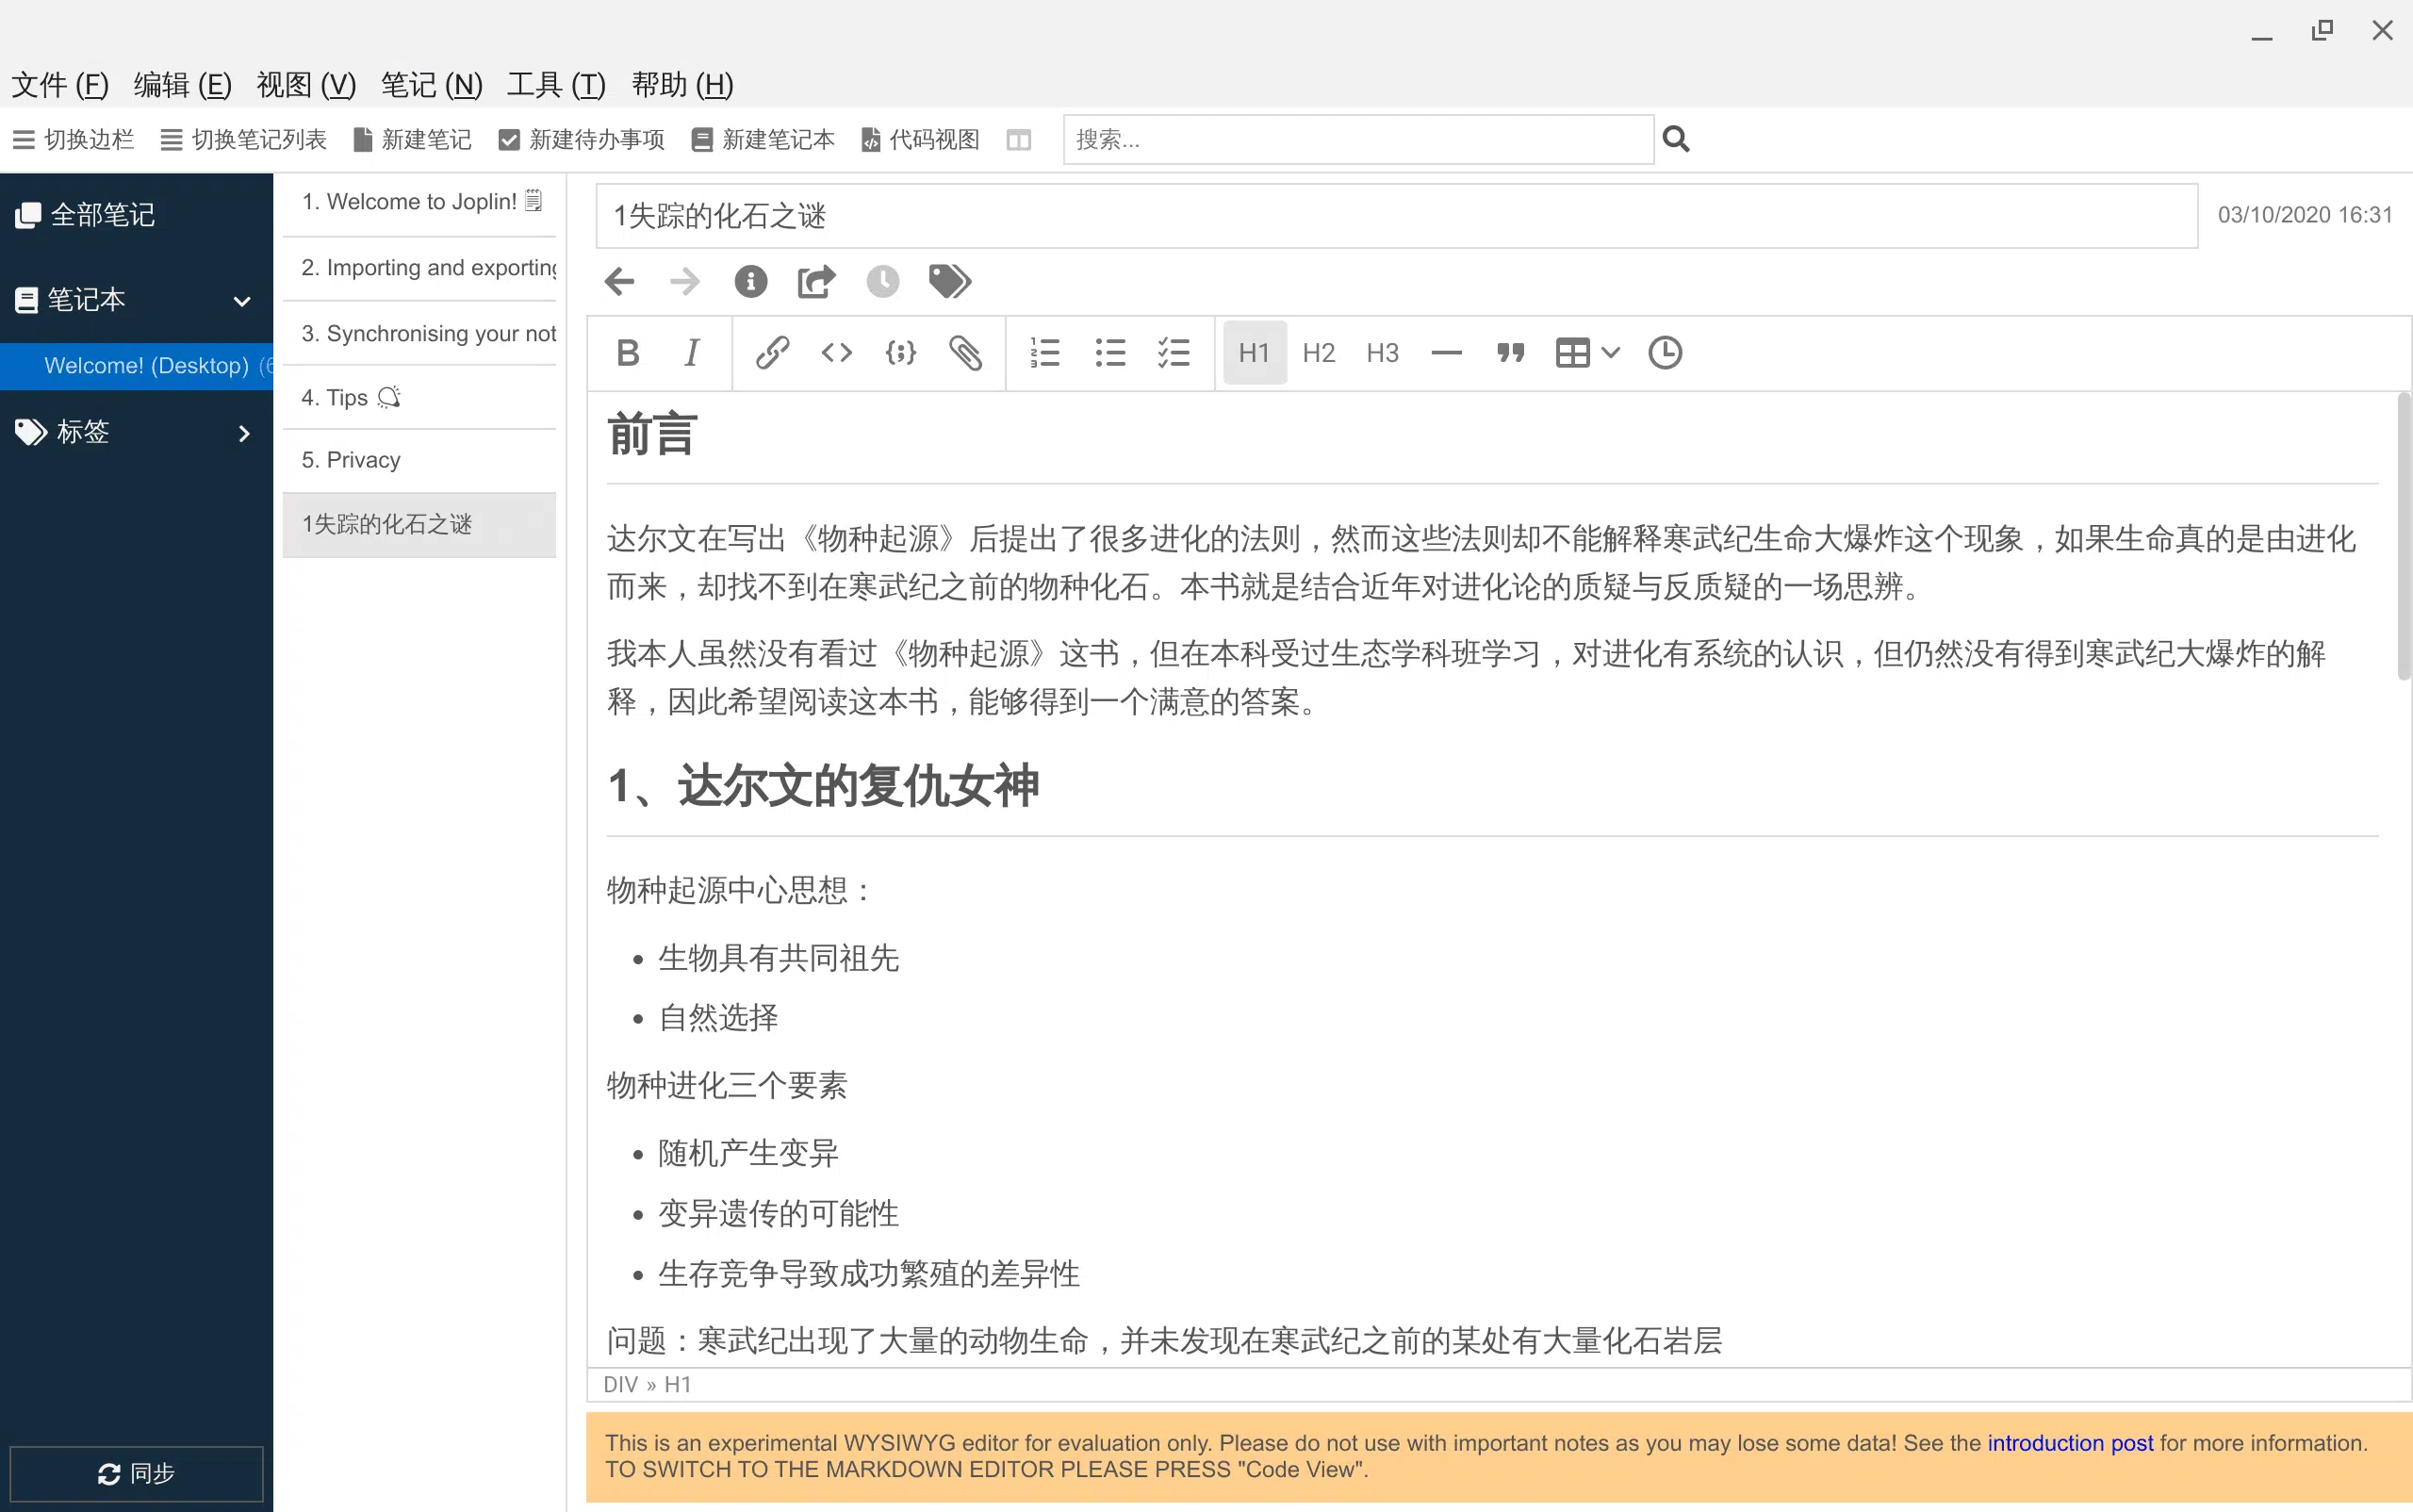 文件 (F) 编辑 (E) 视图 (V) 笔记 (N) 工具 (T) 帮助 (H)
切换边栏 切换笔记列表 新建笔记 新建待办事项 新建笔记本 代码视图 搜索...
全部笔记
笔记本
Welcome! (Desktop) (6
标签
同步
1. Welcome to Joplin!
2. Importing and exporting
3. Synchronising your not
4. Tips
5. Privacy
1失踪的化石之谜
1失踪的化石之谜
03/10/2020 16:31
B I H1 H2 H3
前言
达尔文在写出《物种起源》后提出了很多进化的法则，然而这些法则却不能解释寒武纪生命大爆炸这个现象，如果生命真的是由进化
而来，却找不到在寒武纪之前的物种化石。本书就是结合近年对进化论的质疑与反质疑的一场思辨。
我本人虽然没有看过《物种起源》这书，但在本科受过生态学科班学习，对进化有系统的认识，但仍然没有得到寒武纪大爆炸的解
释，因此希望阅读这本书，能够得到一个满意的答案。
1、达尔文的复仇女神
物种起源中心思想：
• 生物具有共同祖先
• 自然选择
物种进化三个要素
• 随机产生变异
• 变异遗传的可能性
• 生存竞争导致成功繁殖的差异性
问题：寒武纪出现了大量的动物生命，并未发现在寒武纪之前的某处有大量化石岩层
DIV » H1
This is an experimental WYSIWYG editor for evaluation only. Please do not use with important notes as you may lose some data! See the introduction post for more information.
TO SWITCH TO THE MARKDOWN EDITOR PLEASE PRESS "Code View".